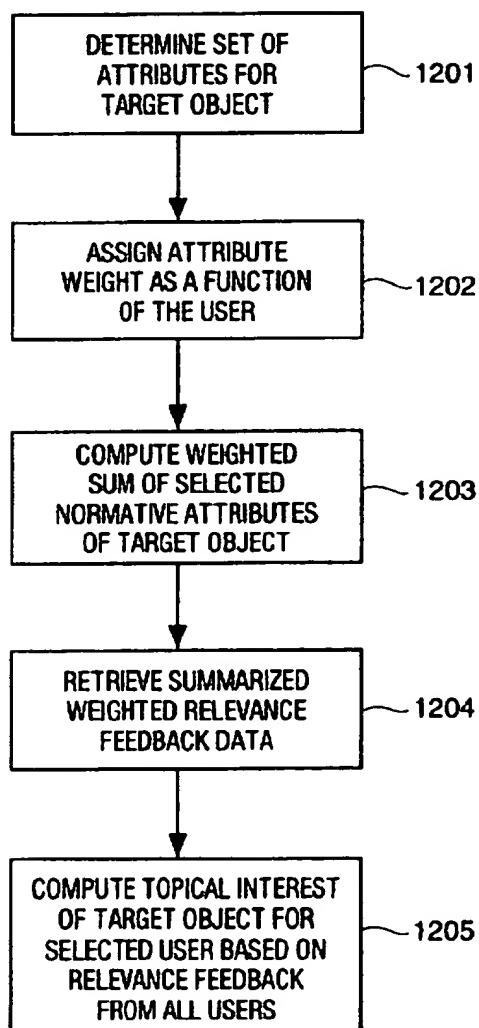 DETERMINE SET OF
ATTRIBUTES FOR
TARGET OBJECT
1201
ASSIGN ATTRIBUTE
WEIGHT AS A FUNCTION
OF THE USER
1202
COMPUTE WEIGHTED
SUM OF SELECTED
NORMATIVE ATTRIBUTES
OF TARGET OBJECT
1203
RETRIEVE SUMMARIZED
WEIGHTED RELEVANCE
FEEDBACK DATA
1204
COMPUTE TOPICAL INTEREST
OF TARGET OBJECT FOR
SELECTED USER BASED ON
RELEVANCE FEEDBACK
FROM ALL USERS
1205